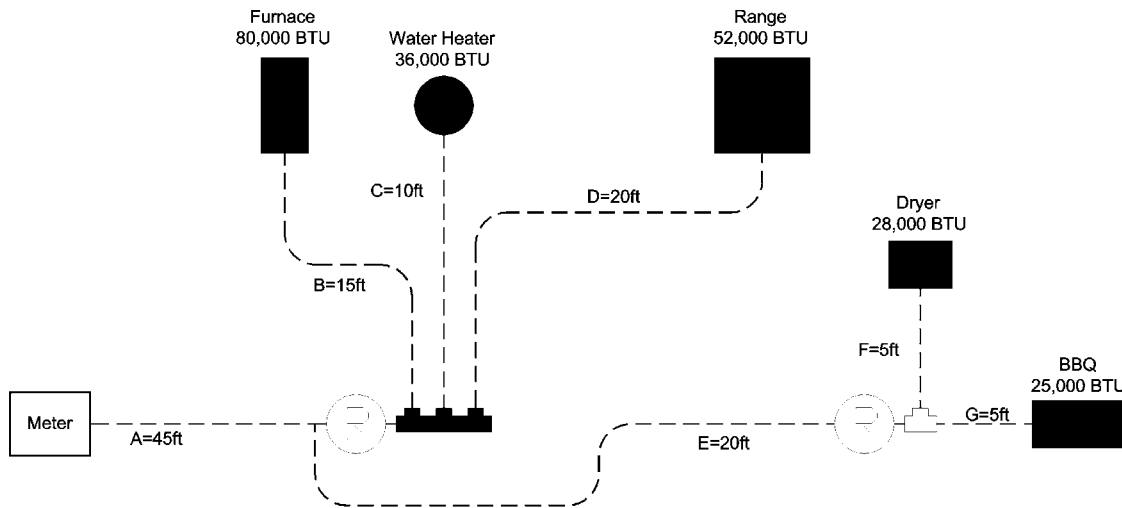 Furnace
80,000 BTU
Water Heater
36,000 BTU
Range
52,000 BTU
C=10ft
D=20ft
Dryer
28,000 BTU
B=15ft
F=5ft
BBQ
25,000 BTU
Meter
A=45ft
R
E=20ft
R
G=5ft